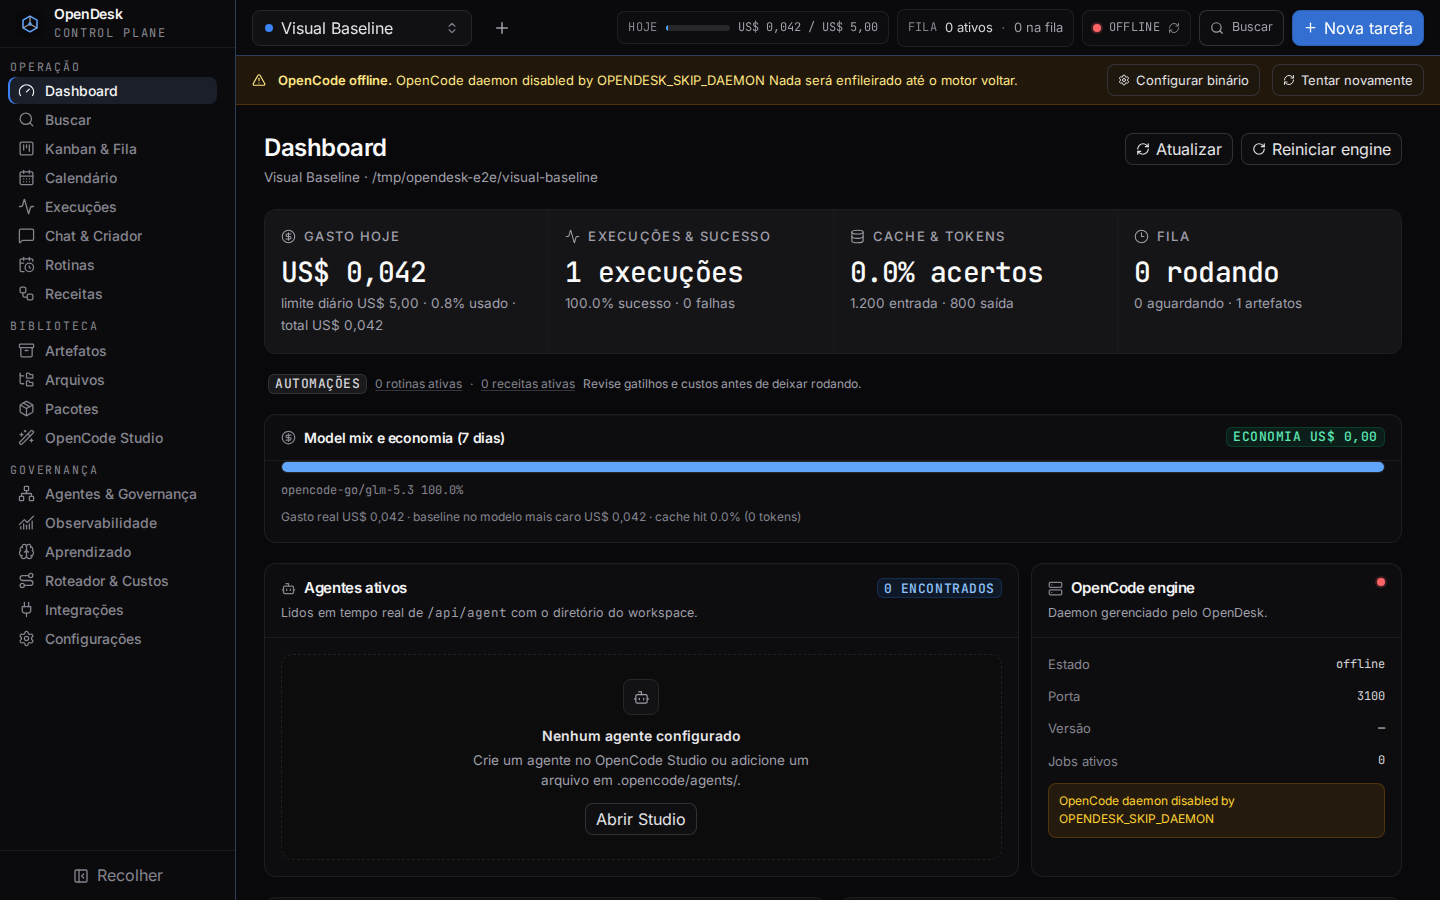 OpenDesk
CONTROL PLANE
OPERAÇÃO
Dashboard
Buscar
Kanban & Fila
Calendário
Execuções
Chat & Criador
Rotinas
Receitas
BIBLIOTECA
Artefatos
Arquivos
Pacotes
OpenCode Studio
GOVERNANÇA
Agentes & Governança
Observabilidade
Aprendizado
Roteador & Custos
Integrações
Configurações
Recolher
Visual Baseline
HOJE US$ 0,042 / US$ 5,00
FILA 0 ativos · 0 na fila
OFFLINE
Buscar
Nova tarefa
OpenCode offline. OpenCode daemon disabled by OPENDESK_SKIP_DAEMON Nada será enfileirado até o motor voltar.
Configurar binário
Tentar novamente
Dashboard
Visual Baseline · /tmp/opendesk-e2e/visual-baseline
Atualizar
Reiniciar engine
GASTO HOJE
US$ 0,042
limite diário US$ 5,00 · 0.8% usado ·
total US$ 0,042
EXECUÇÕES & SUCESSO
1 execuções
100.0% sucesso · 0 falhas
CACHE & TOKENS
0.0% acertos
1.200 entrada · 800 saída
FILA
0 rodando
0 aguardando · 1 artefatos
AUTOMAÇÕES 0 rotinas ativas · 0 receitas ativas Revise gatilhos e custos antes de deixar rodando.
Model mix e economia (7 dias)
ECONOMIA US$ 0,00
opencode-go/glm-5.3 100.0%
Gasto real US$ 0,042 · baseline no modelo mais caro US$ 0,042 · cache hit 0.0% (0 tokens)
Agentes ativos
0 ENCONTRADOS
Lidos em tempo real de /api/agent com o diretório do workspace.
Nenhum agente configurado
Crie um agente no OpenCode Studio ou adicione um
arquivo em .opencode/agents/.
Abrir Studio
OpenCode engine
Daemon gerenciado pelo OpenDesk.
Estado offline
Porta 3100
Versão —
Jobs ativos 0
OpenCode daemon disabled by
OPENDESK_SKIP_DAEMON